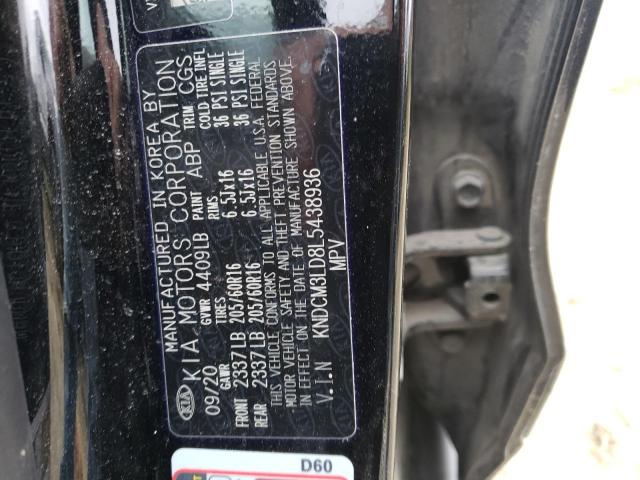 MANUFACTURED IN KOREA BY
KIA KIA MOTORS CORPORATION
09/20 GVWR 4409LB PAINT ABP TRIM CGS
GAWR TIRES RIMS COLD TIRE INFL
FRONT 2337LB 205/60R16 6.5Jx16 36 PSI SINGLE
REAR 2337LB 205/60R16 6.5Jx16 36 PSI SINGLE
THIS VEHICLE CONFORMS TO ALL APPLICABLE U.S.A. FEDERAL
MOTOR VEHICLE SAFETY AND THEFT PREVENTION STANDARDS
IN EFFECT ON THE DATE OF MANUFACTURE SHOWN ABOVE.
V.I.N KNDCM3LD8L5438936
MPV
D60